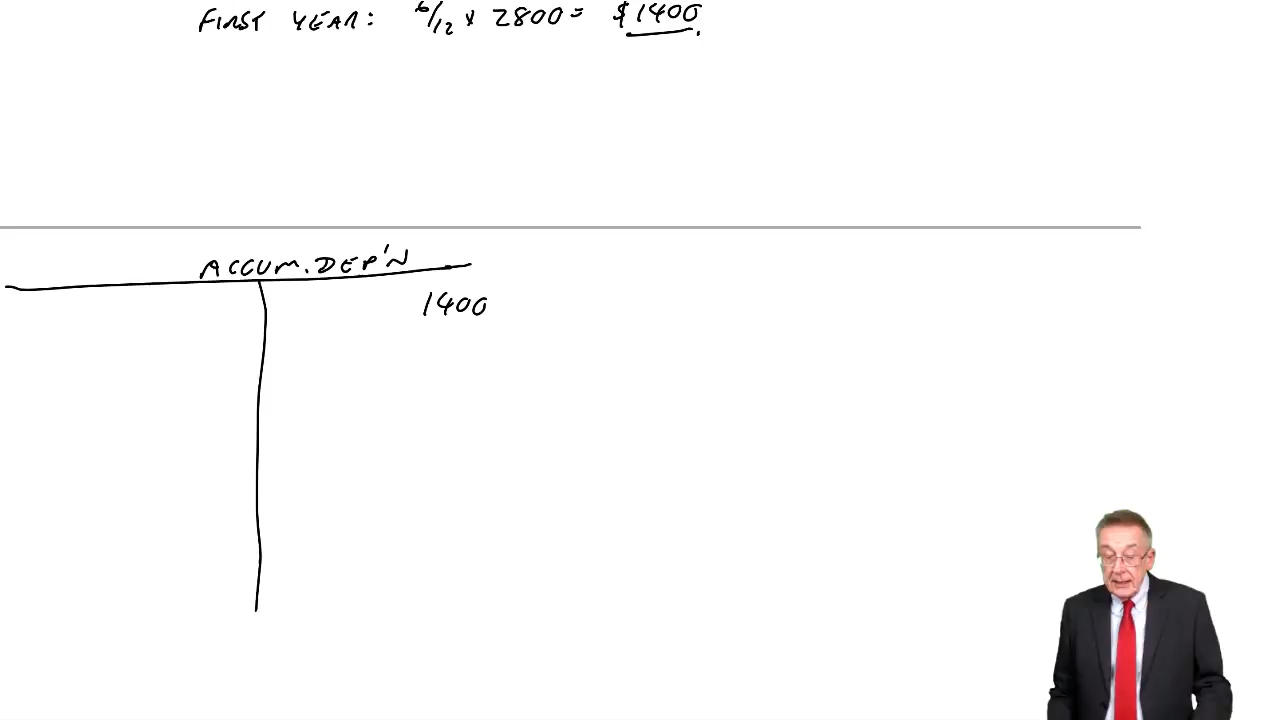 FIRST YEAR: 6/12 x 2800 = $1400.
ACCUM. DEP'N
1400